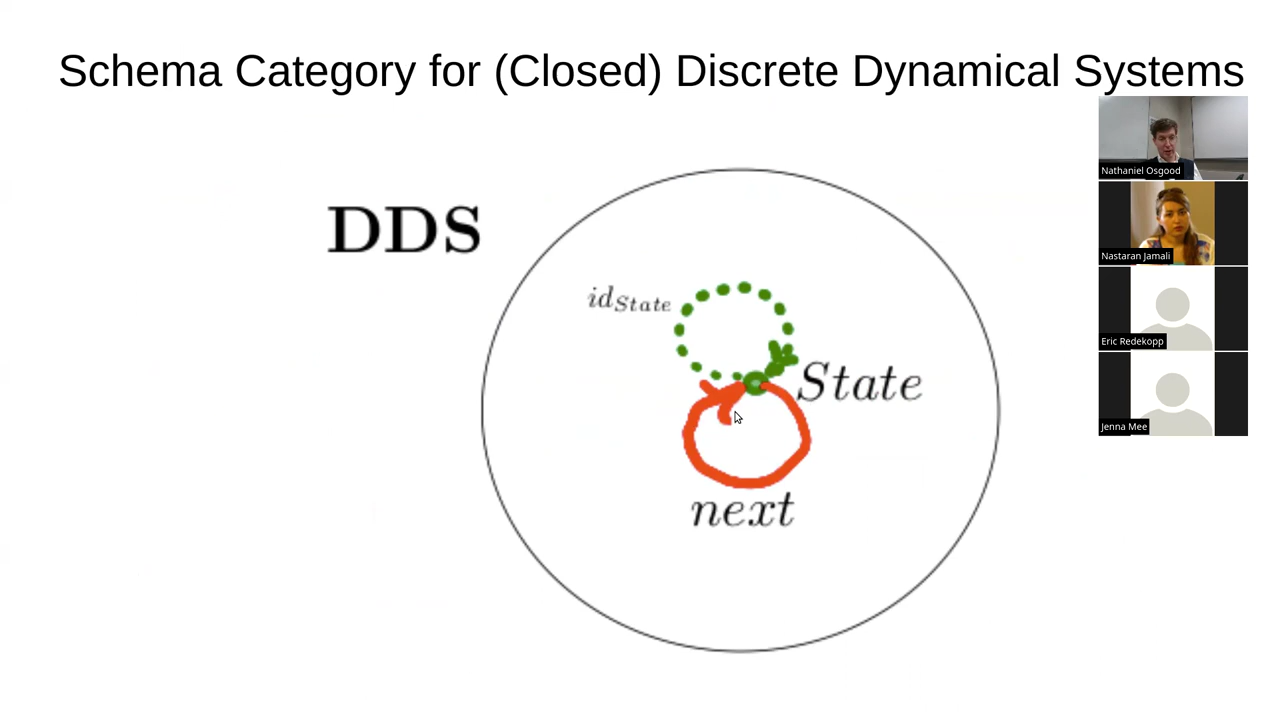 Schema Category for (Closed) Discrete Dynamical Systems
DDS
id_State
State
next
Nathaniel Osgood
Nastaran Jamali
Eric Redekopp
Jenna Mee